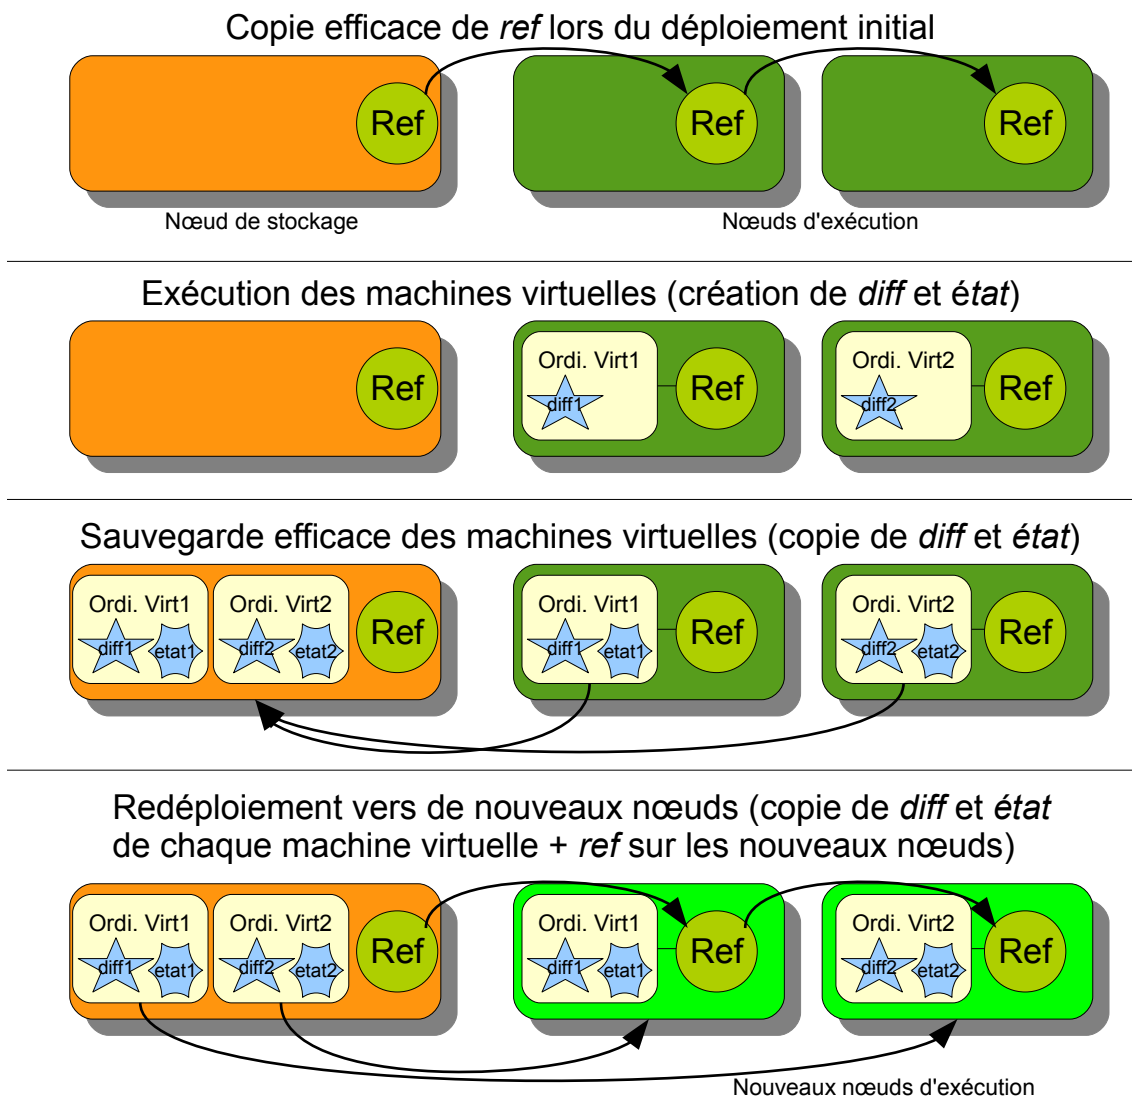 Copie efficace de ref lors du déploiement initial
Ref
Ref
Ref
Nœud de stockage
Nœuds d'exécution
Exécution des machines virtuelles (création de diff et état)
Ref
Ordi. Virt1
diff1
Ref
Ordi. Virt2
diff2
Ref
Sauvegarde efficace des machines virtuelles (copie de diff et état)
Ordi. Virt1
diff1
etat1
Ordi. Virt2
diff2
etat2
Ref
Ordi. Virt1
diff1
etat1
Ref
Ordi. Virt2
diff2
etat2
Ref
Redéploiement vers de nouveaux nœuds (copie de diff et état
de chaque machine virtuelle + ref sur les nouveaux nœuds)
Ordi. Virt1
diff1
etat1
Ordi. Virt2
diff2
etat2
Ref
Ordi. Virt1
diff1
etat1
Ref
Ordi. Virt2
diff2
etat2
Ref
Nouveaux nœuds d'exécution